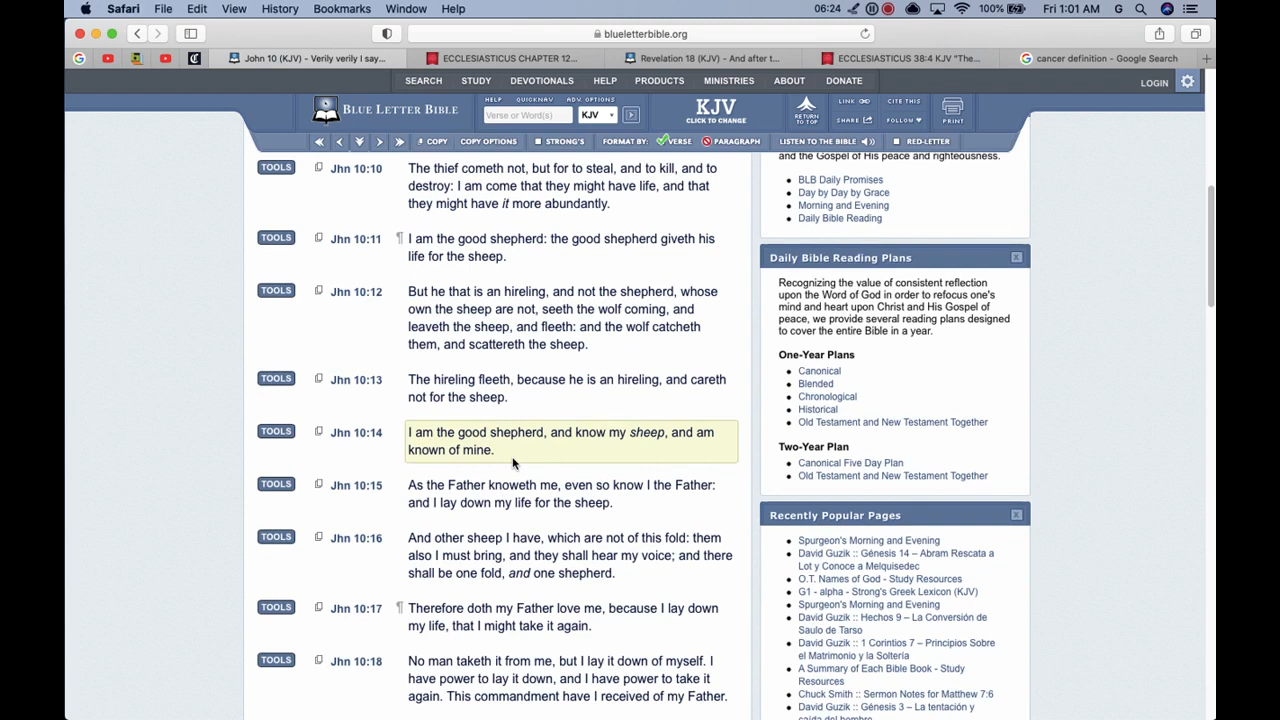 Safari File Edit View History Bookmarks Window Help 06:24 100% Fri 1:01 AM G
blueletterbible.org
John 10 (KJV) - Verily verily I say... ECCLESIASTICUS CHAPTER 12... Revelation 18 (KJV) - And after t... ECCLESIASTICUS 38:4 KJV "The... cancer definition - Google Search
SEARCH STUDY DEVOTIONALS HELP PRODUCTS MINISTRIES ABOUT DONATE LOGIN
BLUE LETTER BIBLE
HELP QUICKNAV ADV. OPTIONS
Verse or Word(s) KJV
KJV
CLICK TO CHANGE
RETURN
TO TOP
LINK CITE THIS
SHARE FOLLOW PRINT
COPY COPY OPTIONS STRONG'S FORMAT BY: VERSE PARAGRAPH LISTEN TO THE BIBLE RED-LETTER
TOOLS Jhn 10:10 The thief cometh not, but for to steal, and to kill, and to
destroy: I am come that they might have life, and that
they might have it more abundantly.
TOOLS Jhn 10:11 ¶ I am the good shepherd: the good shepherd giveth his
life for the sheep.
TOOLS Jhn 10:12 But he that is an hireling, and not the shepherd, whose
own the sheep are not, seeth the wolf coming, and
leaveth the sheep, and fleeth: and the wolf catcheth
them, and scattereth the sheep.
TOOLS Jhn 10:13 The hireling fleeth, because he is an hireling, and careth
not for the sheep.
TOOLS Jhn 10:14 I am the good shepherd, and know my sheep, and am
known of mine.
TOOLS Jhn 10:15 As the Father knoweth me, even so know I the Father:
and I lay down my life for the sheep.
TOOLS Jhn 10:16 And other sheep I have, which are not of this fold: them
also I must bring, and they shall hear my voice; and there
shall be one fold, and one shepherd.
TOOLS Jhn 10:17 ¶ Therefore doth my Father love me, because I lay down
my life, that I might take it again.
TOOLS Jhn 10:18 No man taketh it from me, but I lay it down of myself. I
have power to lay it down, and I have power to take it
again. This commandment have I received of my Father.
and the Gospel of His peace and righteousness.
BLB Daily Promises
Day by Day by Grace
Morning and Evening
Daily Bible Reading
Daily Bible Reading Plans
Recognizing the value of consistent reflection
upon the Word of God in order to refocus one's
mind and heart upon Christ and His Gospel of
peace, we provide several reading plans designed
to cover the entire Bible in a year.
One-Year Plans
Canonical
Blended
Chronological
Historical
Old Testament and New Testament Together
Two-Year Plan
Canonical Five Day Plan
Old Testament and New Testament Together
Recently Popular Pages
Spurgeon's Morning and Evening
David Guzik :: Génesis 14 – Abram Rescata a
Lot y Conoce a Melquisedec
O.T. Names of God - Study Resources
G1 - alpha - Strong's Greek Lexicon (KJV)
Spurgeon's Morning and Evening
David Guzik :: Hechos 9 – La Conversión de
Saulo de Tarso
David Guzik :: 1 Corintios 7 – Principios Sobre
el Matrimonio y la Soltería
A Summary of Each Bible Book - Study
Resources
Chuck Smith :: Sermon Notes for Matthew 7:6
David Guzik :: Génesis 3 – La tentación y
caída del hombre